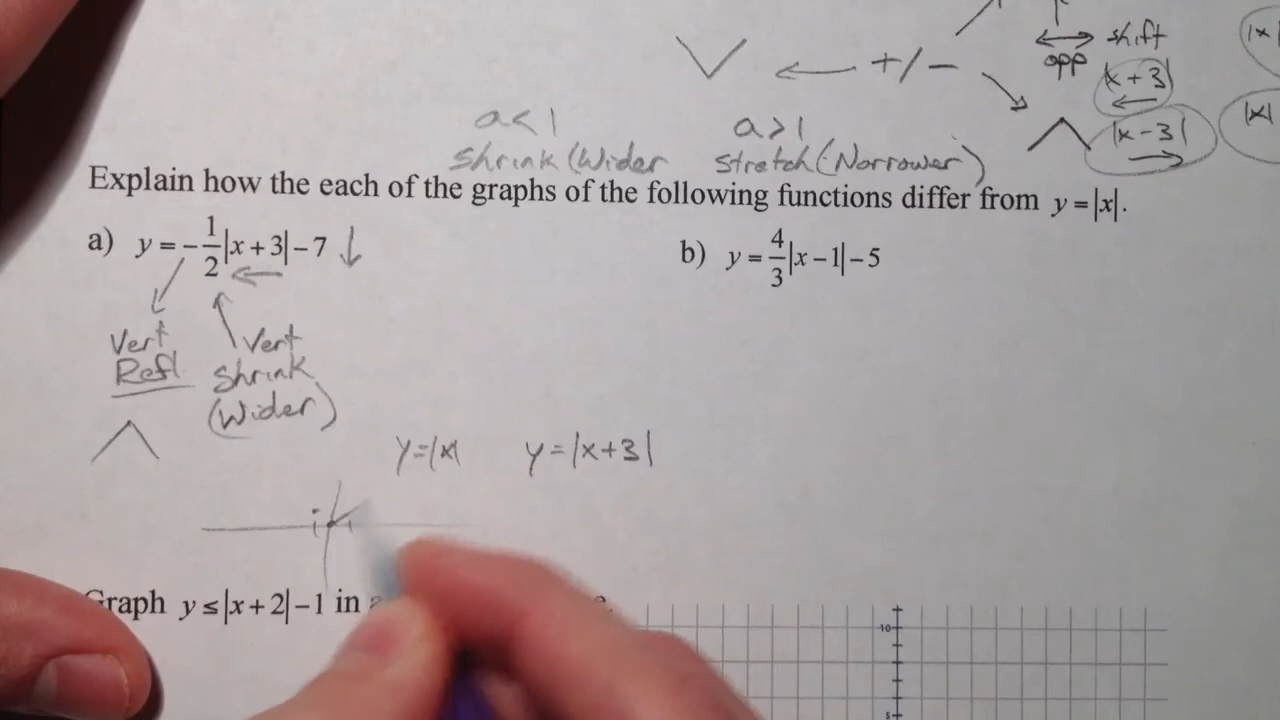 shift
|x|
+/−
opp
|x+3|
a<1
a>1
|x−3|
|x|
Shrink (Wider
Stretch (Narrower)
Explain how the each of the graphs of the following functions differ from y=|x|.
a) y=−1/2|x+3|−7
b) y=4/3|x−1|−5
Vert
Refl.
Vert
Shrink
(Wider)
y=|x|
y=|x+3|
Graph y≤|x+2|−1 in
10
5